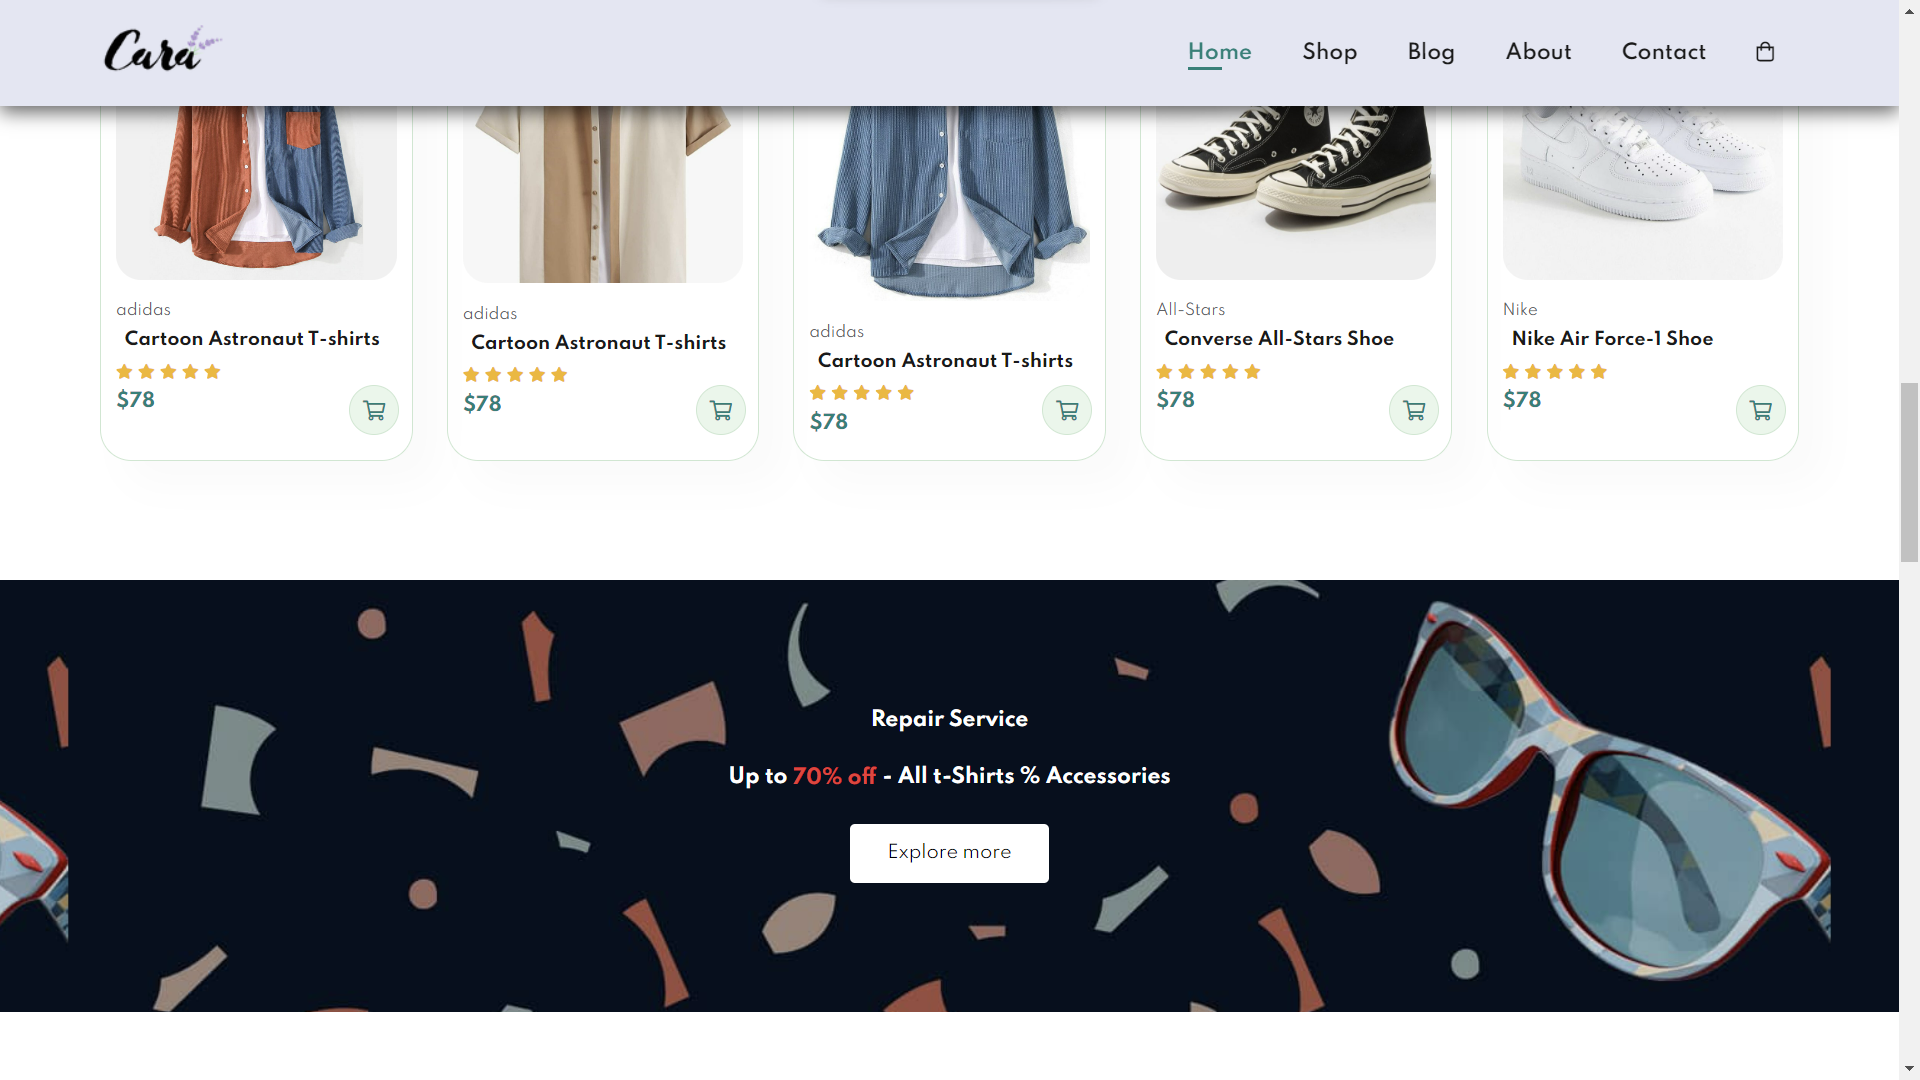 Cara
Home Shop Blog About Contact
adidas
Cartoon Astronaut T-shirts
$78
adidas
Cartoon Astronaut T-shirts
$78
adidas
Cartoon Astronaut T-shirts
$78
All-Stars
Converse All-Stars Shoe
$78
Nike
Nike Air Force-1 Shoe
$78
Repair Service
Up to 70% off - All t-Shirts % Accessories
Explore more